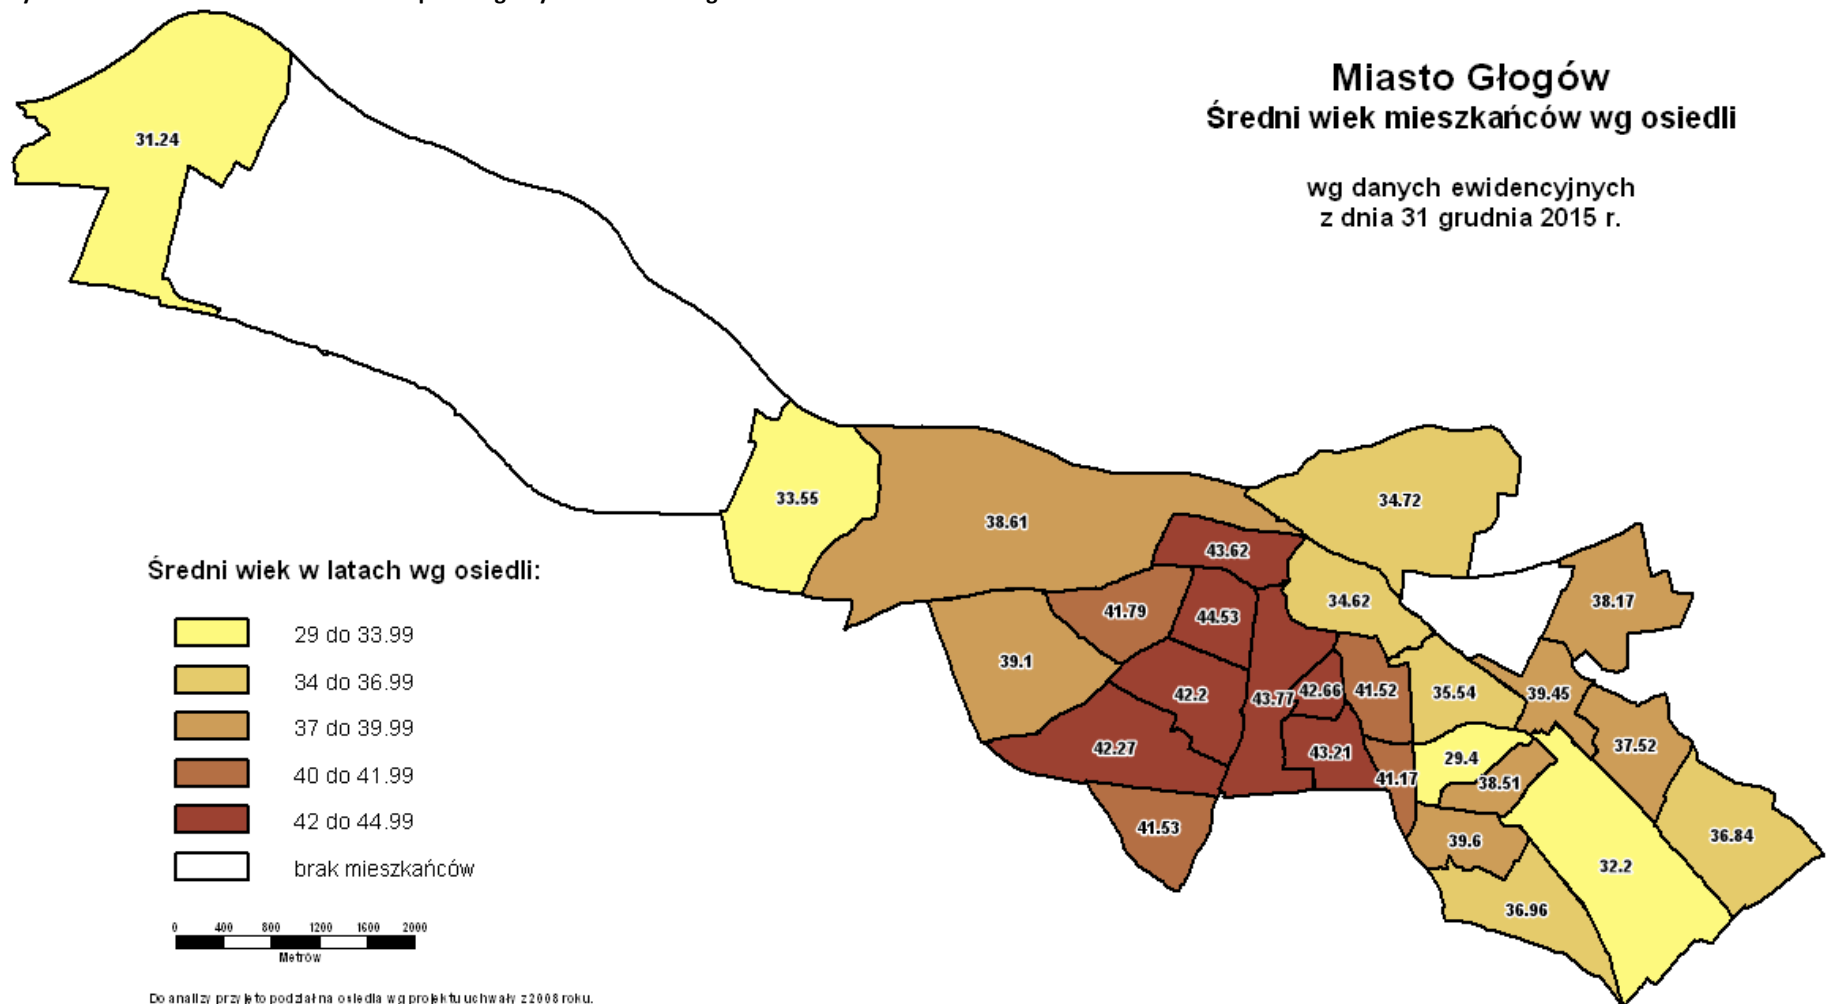 Miasto Głogów
Średni wiek mieszkańców wg osiedli
wg danych ewidencyjnych
z dnia 31 grudnia 2015 r.
31.24
33.55
38.61
34.72
43.62
41.79
44.53
34.62
38.17
39.1
42.2
43.77
42.66
41.52
35.54
39.45
42.27
43.21
41.17
29.4
38.51
37.52
41.53
39.6
32.2
36.84
36.96
Średni wiek w latach wg osiedli:
29 do 33.99
34 do 36.99
37 do 39.99
40 do 41.99
42 do 44.99
brak mieszkańców
0 400 800 1200 1600 2000
Metrów
Do analizy przyjęto podział na osiedla wg projektu uchwały z 2008 roku.